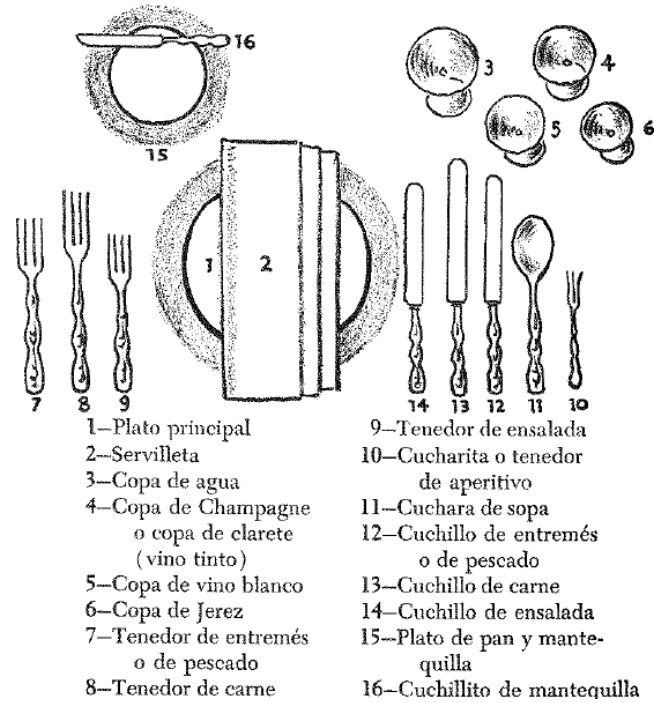 16
3
4
15
5
6
1
2
7
8
9
14
13
12
11
10
1—Plato principal
2—Servilleta
3—Copa de agua
4—Copa de Champagne
o copa de clarete
(vino tinto)
5—Copa de vino blanco
6—Copa de Jerez
7—Tenedor de entremés
o de pescado
8—Tenedor de carne
9—Tenedor de ensalada
10—Cucharita o tenedor
de aperitivo
11—Cuchara de sopa
12—Cuchillo de entremés
o de pescado
13—Cuchillo de carne
14—Cuchillo de ensalada
15—Plato de pan y mante-
quilla
16—Cuchillito de mantequilla